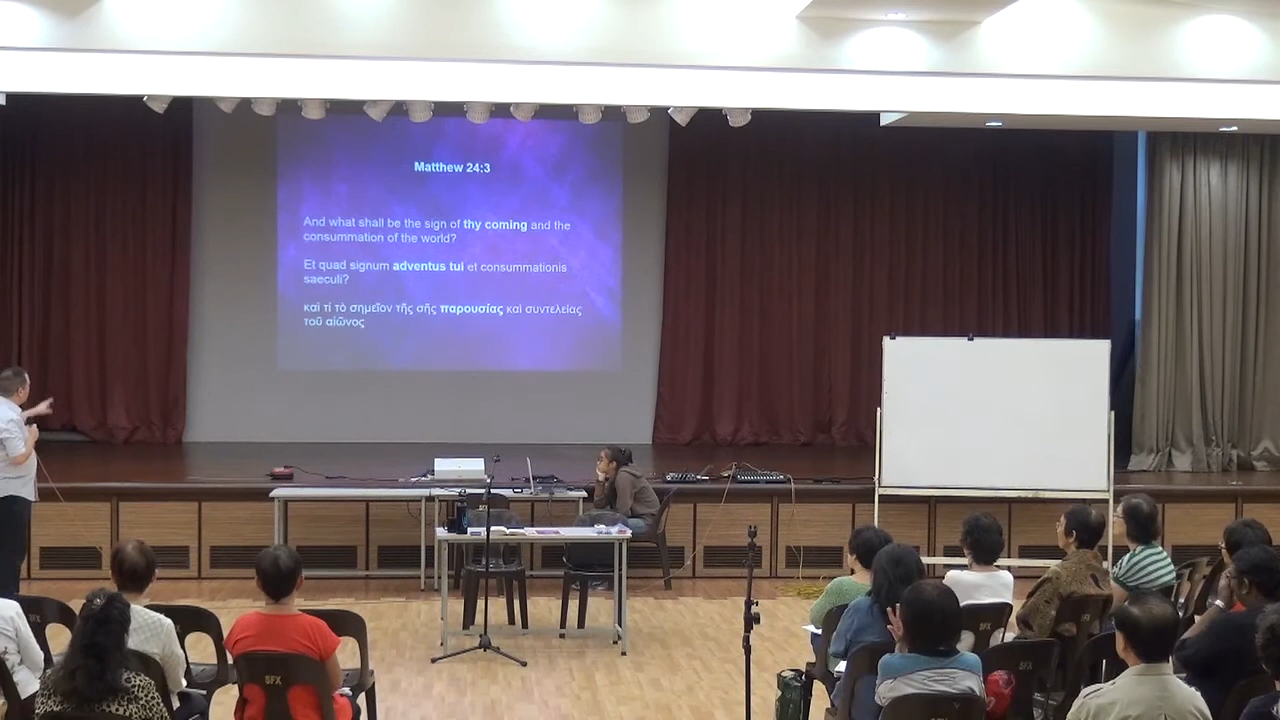 Matthew 24:3
And what shall be the sign of thy coming and the
consummation of the world?
Et quad signum adventus tui et consummationis
saeculi?
καὶ τί τὸ σημεῖον τῆς σῆς παρουσίας καὶ συντελείας
τοῦ αἰῶνος
SFX
SFX